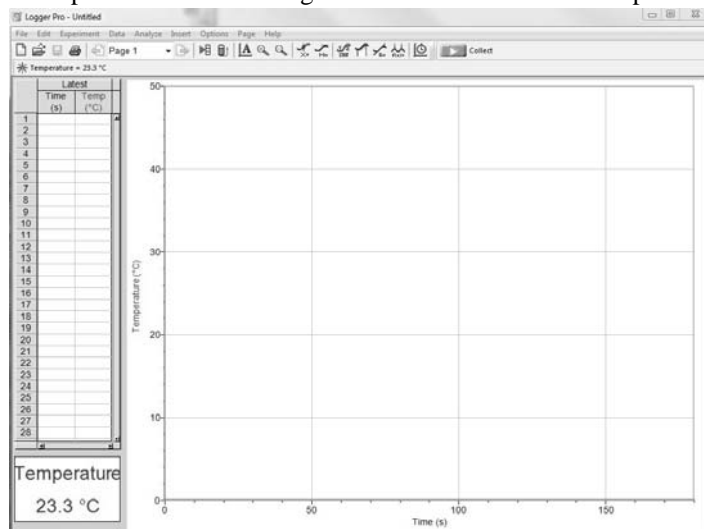 Logger Pro - Untitled
File Edit Experiment Data Analyze Insert Options Page Help
Page 1
Collect
Temperature = 23.3 °C
Latest
Time Temp
(s) (°C)
1
2
3
4
5
6
7
8
9
10
11
12
13
14
15
16
17
18
19
20
21
22
23
24
25
26
27
28
Temperature
23.3 °C
50
40
30
20
10
0
Temperature (°C)
0 50 100 150
Time (s)